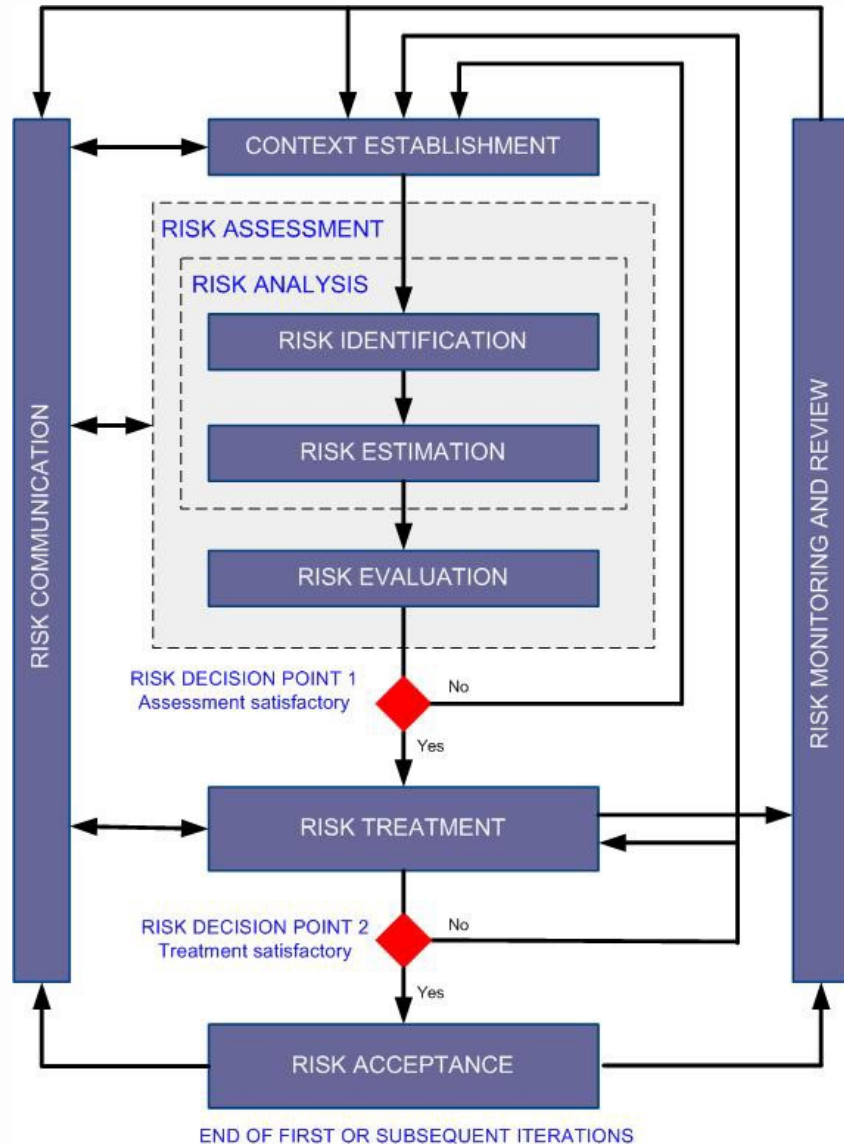 CONTEXT ESTABLISHMENT
RISK ASSESSMENT
RISK ANALYSIS
RISK IDENTIFICATION
RISK ESTIMATION
RISK EVALUATION
RISK COMMUNICATION
RISK MONITORING AND REVIEW
RISK DECISION POINT 1
Assessment satisfactory
No
Yes
RISK TREATMENT
RISK DECISION POINT 2
Treatment satisfactory
No
Yes
RISK ACCEPTANCE
END OF FIRST OR SUBSEQUENT ITERATIONS